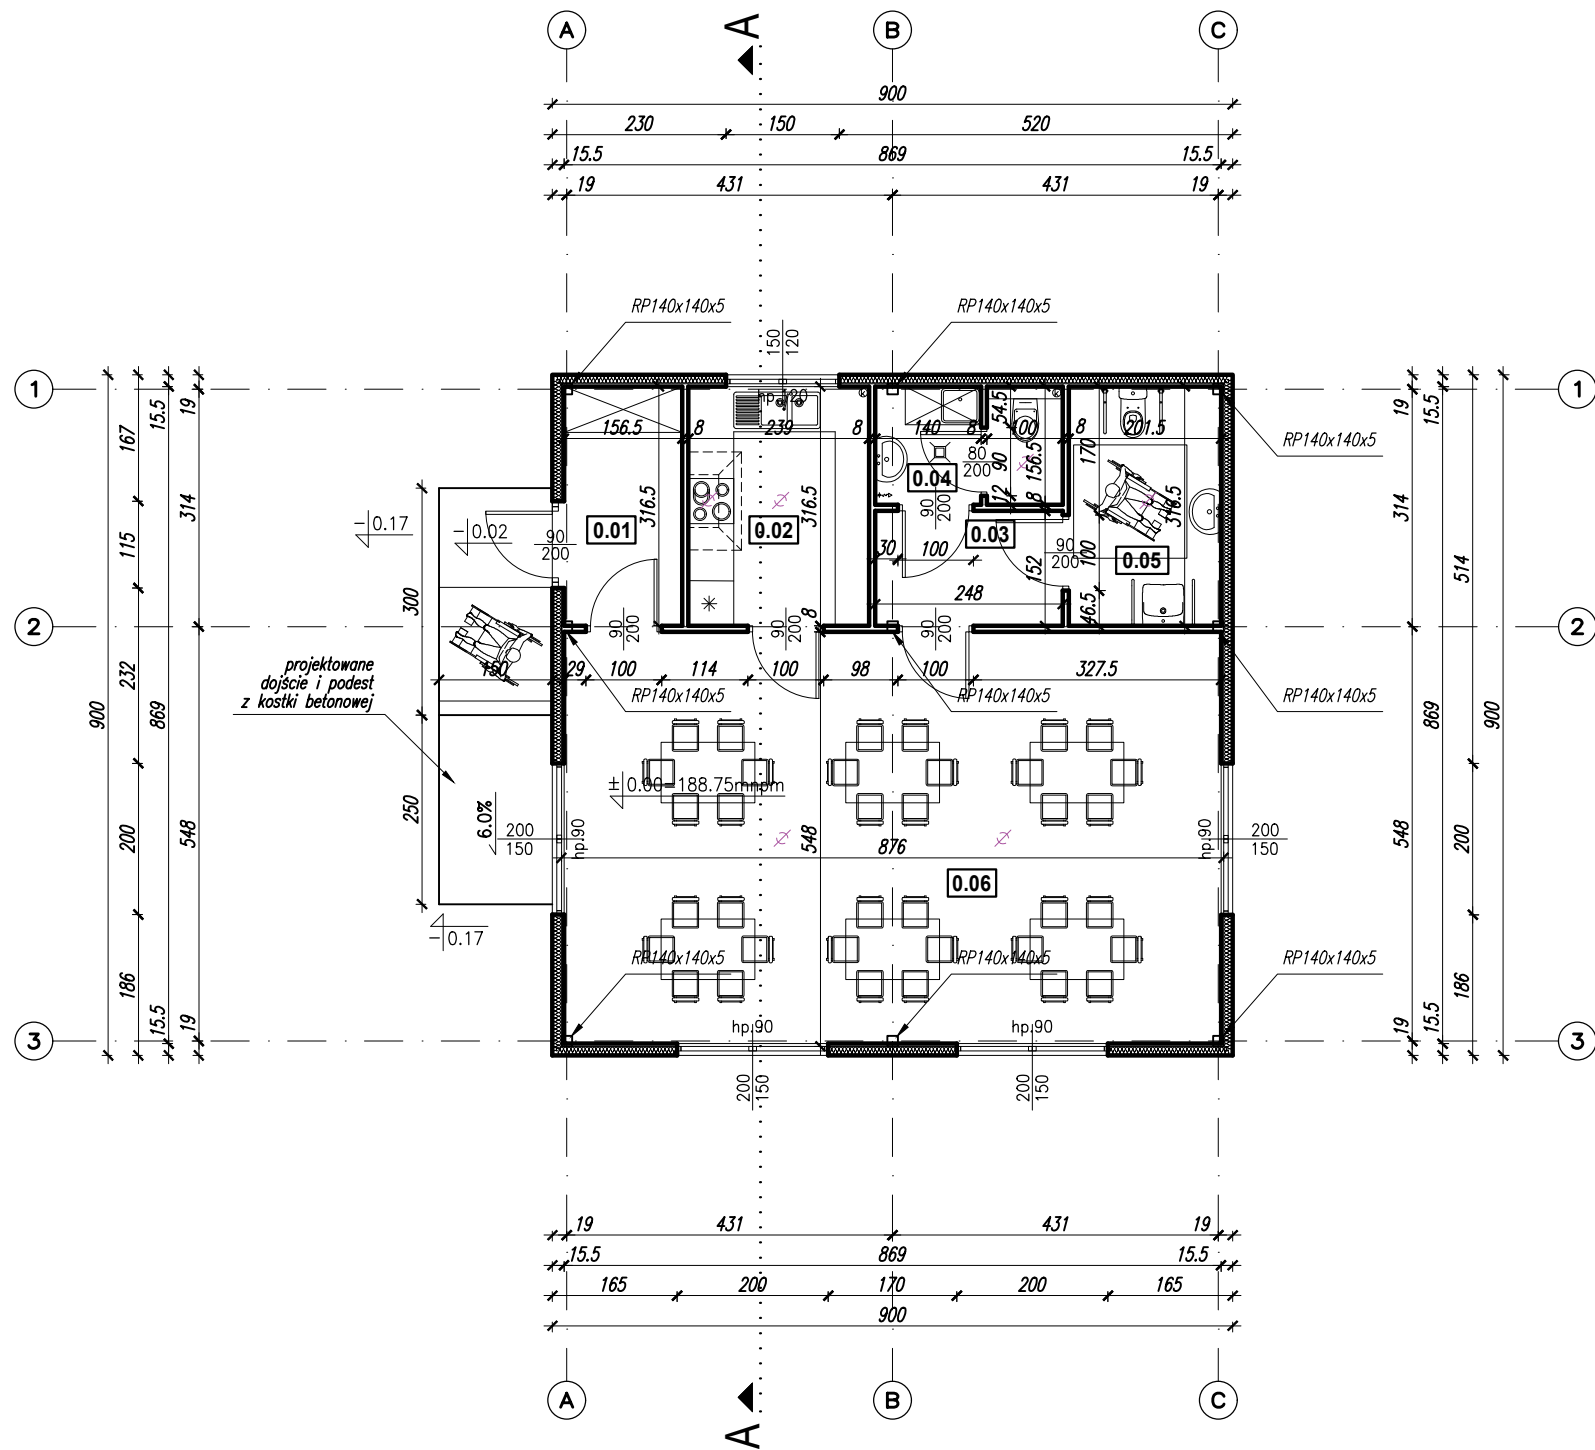 A A B C
900
230 150 520
15.5 869 15.5
19 431 431 19
RP140x140x5 RP140x140x5
150
120
1 1
hp.120
156.5 8 239 8 140 8 100 8 201.5
RP140x140x5
54.5
80
200
90
156.5
170
12
8
316.5 316.5 316.5
0.04
90
200
-0.17
-0.02
90
200
0.01 0.02 0.03
30 100
90
200
100
0.05
152
248
46.5
8
2 2
90
200
90
200
90
200
projektowane
dojście i podest
z kostki betonowej
150 29 100 114 100 98 100 327.5
RP140x140x5 RP140x140x5 RP140x140x5
±0.00=188.75mnpm
300
250
6.0%
200
150
hp.90
548
876
hp.90
200
150
0.06
-0.17
RP140x140x5 RP140x140x5 RP140x140x5
hp.90 hp.90
3 3
200
150
200
150
900
167 115 232 200 186
15.5 869 15.5
19 314 548 19
19 314 548 19
15.5 869 15.5
514 200 186
900
19 431 431 19
15.5 869 15.5
165 200 170 200 165
900
A A B C